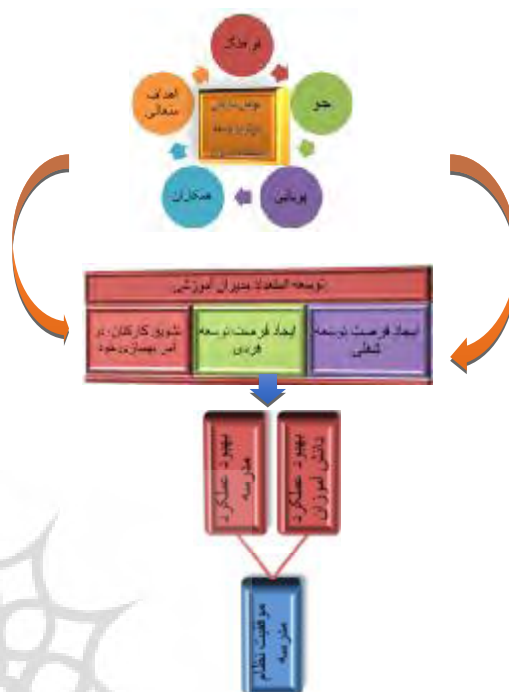 فرهنگ
جو
پویایی
همکاران
اهداف
متعالی
توسعه استعداد مدیران آموزشی
ایجاد فرصت توسعه
شغلی
ایجاد فرصت توسعه
فردی
تشویق کارکنان در
امر بهسازی خود
بهبود عملکرد
مدرسه
بهبود عملکرد
دانش آموزان
موفقیت نظام
مدرسه